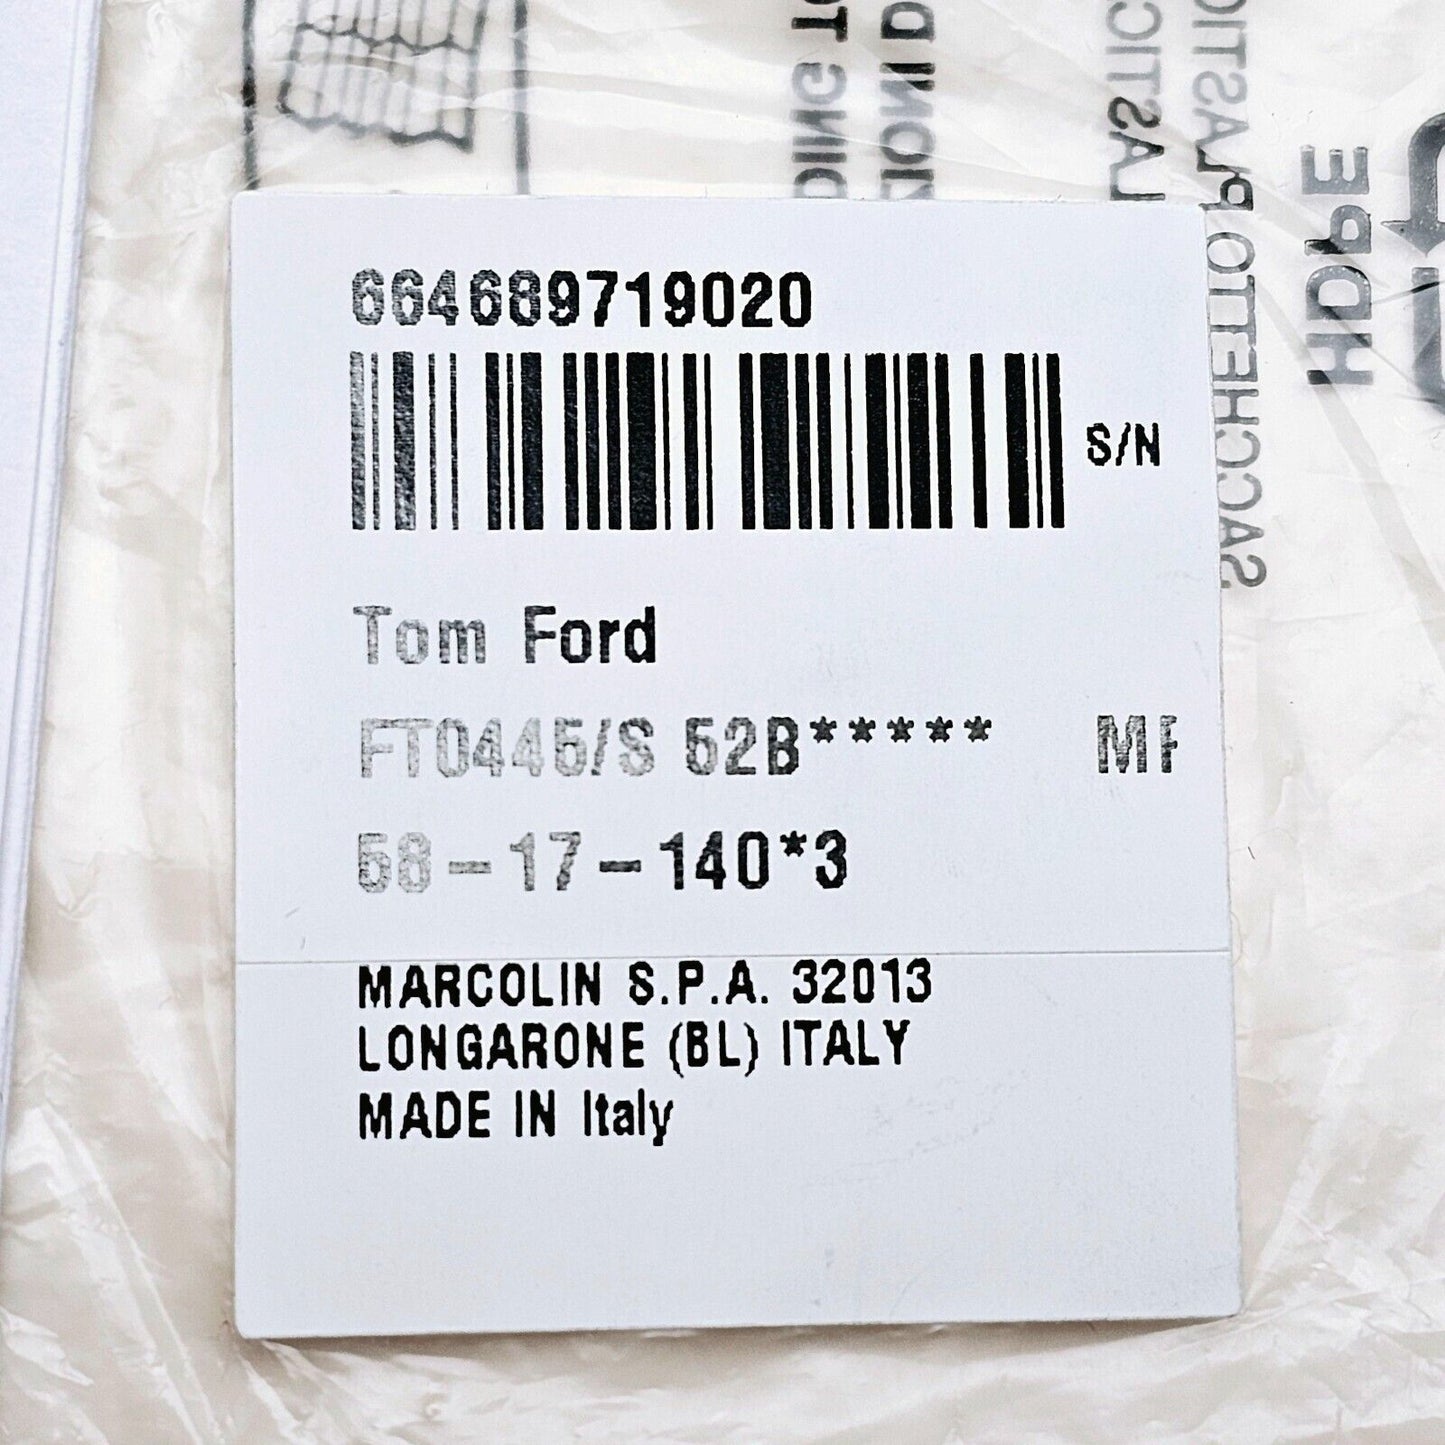 664689719020
S/N
Tom Ford
FT0445/S 52B***** MF
58-17-140*3
MARCOLIN S.P.A. 32013
LONGARONE (BL) ITALY
MADE IN Italy
HDPE
SACCHETTO